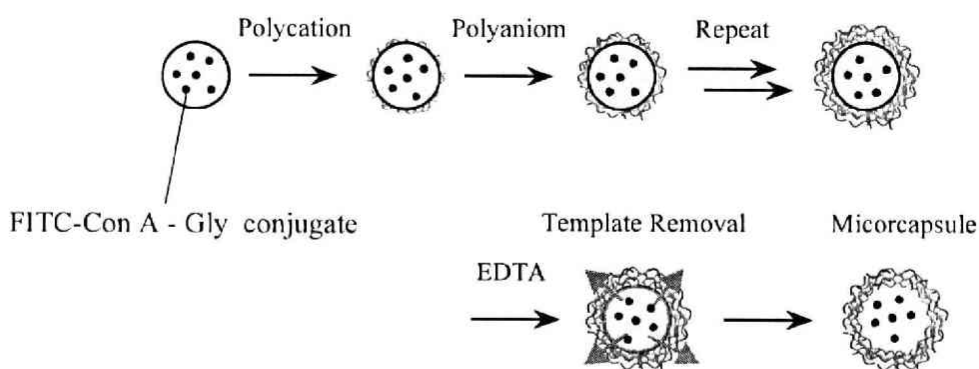 Polycation
Polyaniom
Repeat
FITC-Con A - Gly conjugate
Template Removal
Micorcapsule
EDTA